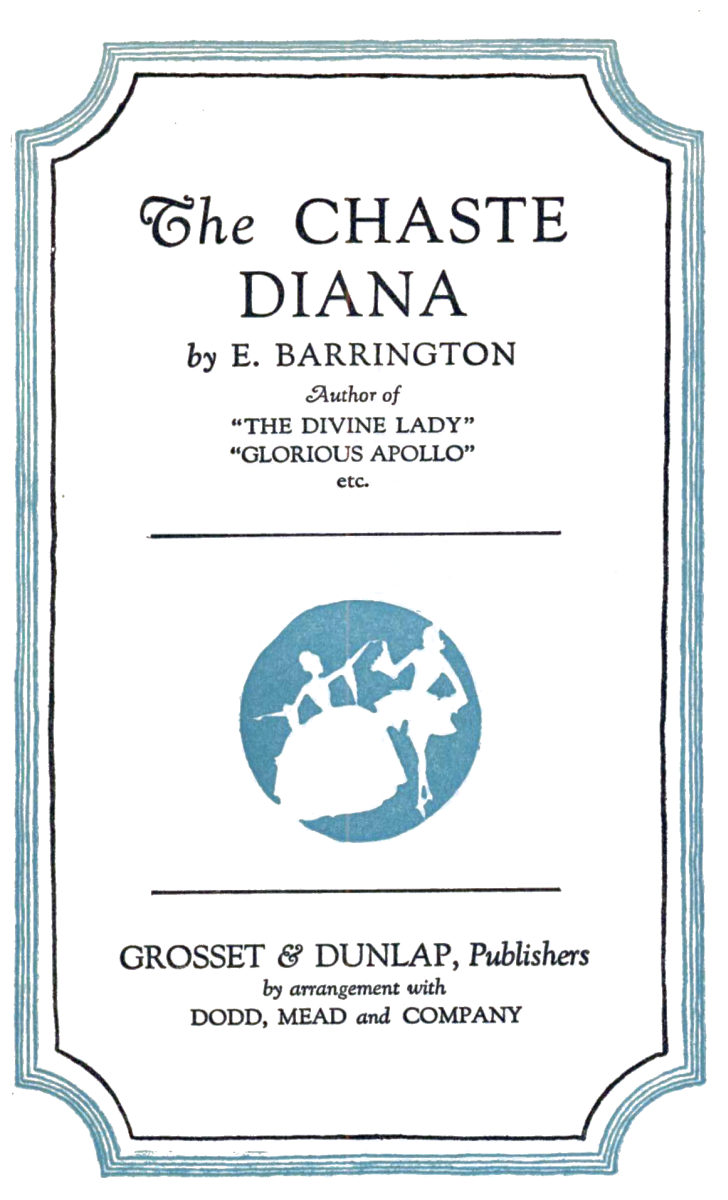 The CHASTE
DIANA
by E. BARRINGTON
Author of
“THE DIVINE LADY”
“GLORIOUS APOLLO”
etc.
GROSSET & DUNLAP, Publishers
by arrangement with
DODD, MEAD and COMPANY